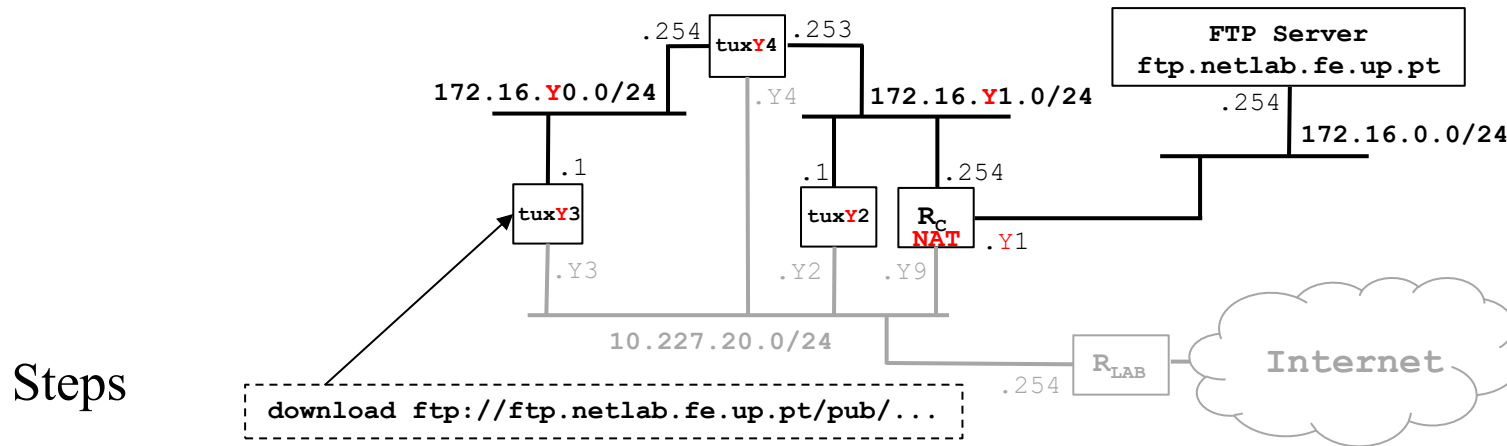 .254
tuxY4
.253
FTP Server
ftp.netlab.fe.up.pt
172.16.Y0.0/24
.Y4
172.16.Y1.0/24
.254
172.16.0.0/24
.1
.1
.254
tuxY3
tuxY2
RC
NAT
.Y1
.Y3
.Y2
.Y9
10.227.20.0/24
Internet
RLAB
.254
Steps
download ftp://ftp.netlab.fe.up.pt/pub/...